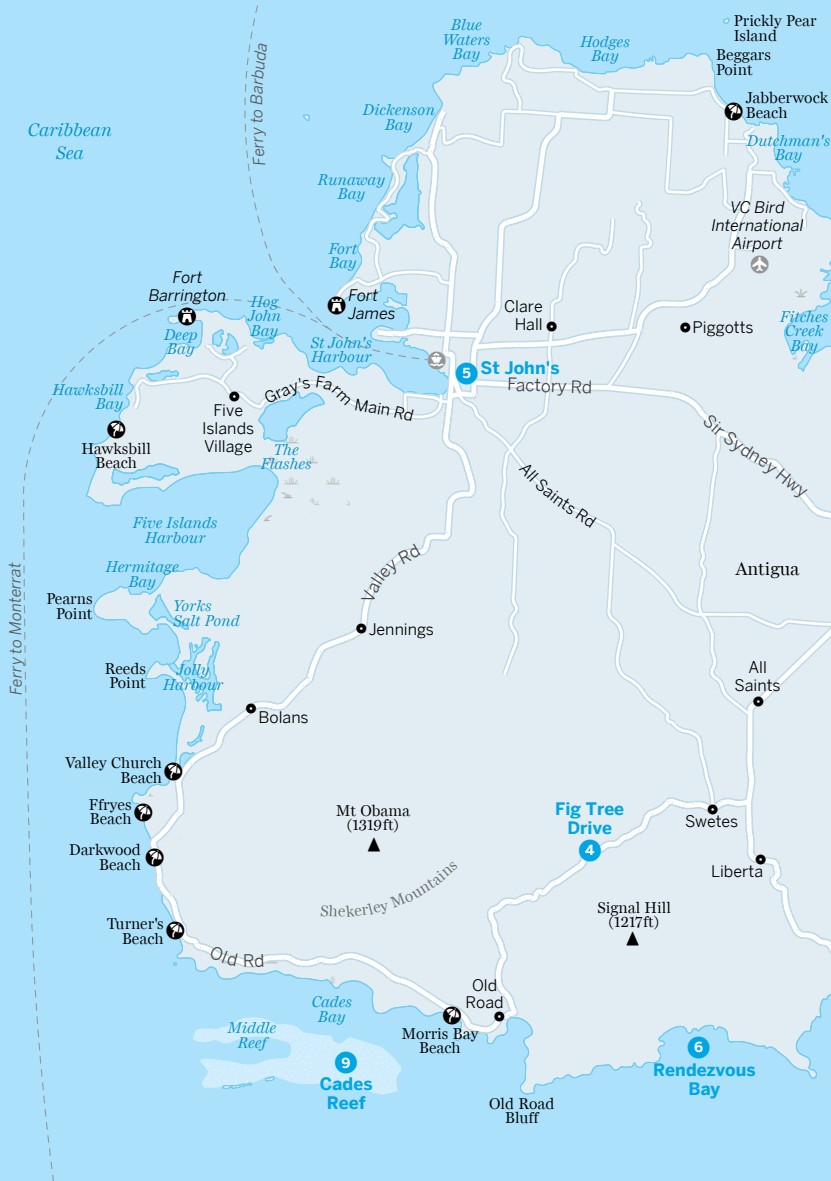 Prickly Pear
Island
Blue
Waters
Bay
Hodges
Bay
Beggars
Point
Ferry to Barbuda
Jabberwock
Beach
Dickenson
Bay
Caribbean
Sea
Dutchman's
Bay
Runaway
Bay
VC Bird
International
Airport
Fort
Bay
Fort
Barrington
Hog
John
Bay
Fort
James
Clare
Hall
Piggotts
Fitches
Creek
Bay
Deep
Bay
St John's
Harbour
5
St John's
Factory Rd
Hawksbill
Bay
Gray's Farm Main Rd
Five
Islands
Village
Hawksbill
Beach
The
Flashes
Sir Sydney Hwy
All Saints Rd
Five Islands
Harbour
Valley Rd
Hermitage
Bay
Antigua
Ferry to Monterrat
Pearns
Point
Yorks
Salt Pond
Jennings
Reeds
Point
Jolly
Harbour
All
Saints
Bolans
Valley Church
Beach
Ffryes
Beach
Mt Obama
(1319ft)
Fig Tree
Drive
4
Swetes
Darkwood
Beach
Liberta
Shekerley Mountains
Signal Hill
(1217ft)
Turner's
Beach
Old Rd
Old
Road
Cades
Bay
Middle
Reef
Morris Bay
Beach
9
Cades
Reef
6
Rendezvous
Bay
Old Road
Bluff